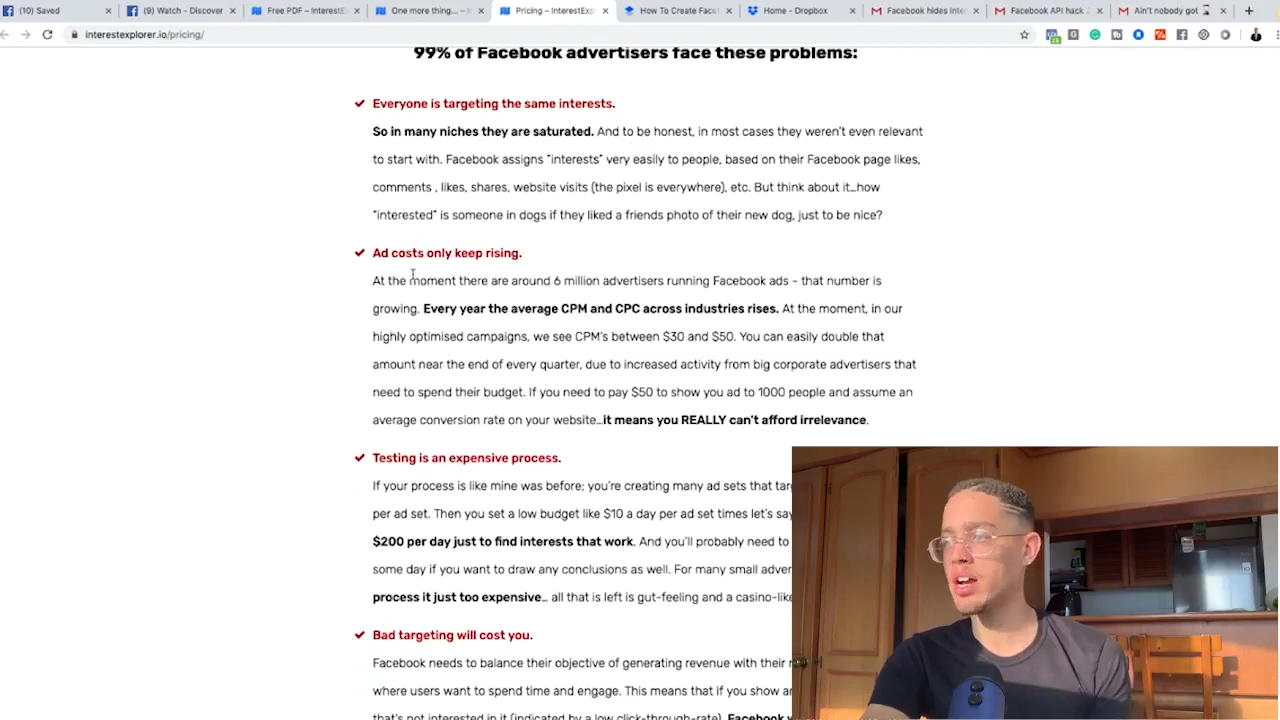 (10) Saved
(9) Watch - Discover
Free PDF – InterestEx
One more thing... –
Pricing – InterestExp
How To Create Face
Home - Dropbox
Facebook hides inte
Facebook API hack
Ain't nobody got
interestexplorer.io/pricing/
99% of Facebook advertisers face these problems:
Everyone is targeting the same interests.
So in many niches they are saturated. And to be honest, in most cases they weren't even relevant
to start with. Facebook assigns "interests" very easily to people, based on their Facebook page likes,
comments , likes, shares, website visits (the pixel is everywhere), etc. But think about it...how
"interested" is someone in dogs if they liked a friends photo of their new dog, just to be nice?
Ad costs only keep rising.
At the moment there are around 6 million advertisers running Facebook ads – that number is
growing. Every year the average CPM and CPC across industries rises. At the moment, in our
highly optimised campaigns, we see CPM's between $30 and $50. You can easily double that
amount near the end of every quarter, due to increased activity from big corporate advertisers that
need to spend their budget. If you need to pay $50 to show you ad to 1000 people and assume an
average conversion rate on your website...it means you REALLY can't afford irrelevance.
Testing is an expensive process.
If your process is like mine was before; you're creating many ad sets that tar
per ad set. Then you set a low budget like $10 a day per ad set times let's say
$200 per day just to find interests that work. And you'll probably need to
some day if you want to draw any conclusions as well. For many small adver
process it just too expensive... all that is left is gut-feeling and a casino-like
Bad targeting will cost you.
Facebook needs to balance their objective of generating revenue with their
where users want to spend time and engage. This means that if you show a
that's not interested in it (indicated by a low click-through-rate). Facebook